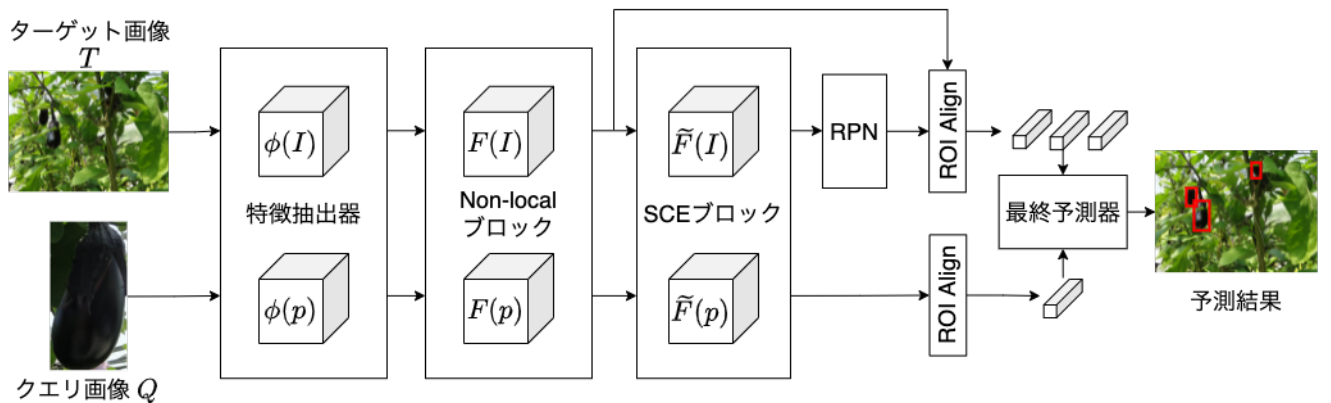 ターゲット画像
T
ϕ(I)
F(I)
F̃(I)
RPN
ROI Align
特徴抽出器
Non-local
ブロック
SCEブロック
最終予測器
ϕ(p)
F(p)
F̃(p)
ROI Align
予測結果
クエリ画像 Q